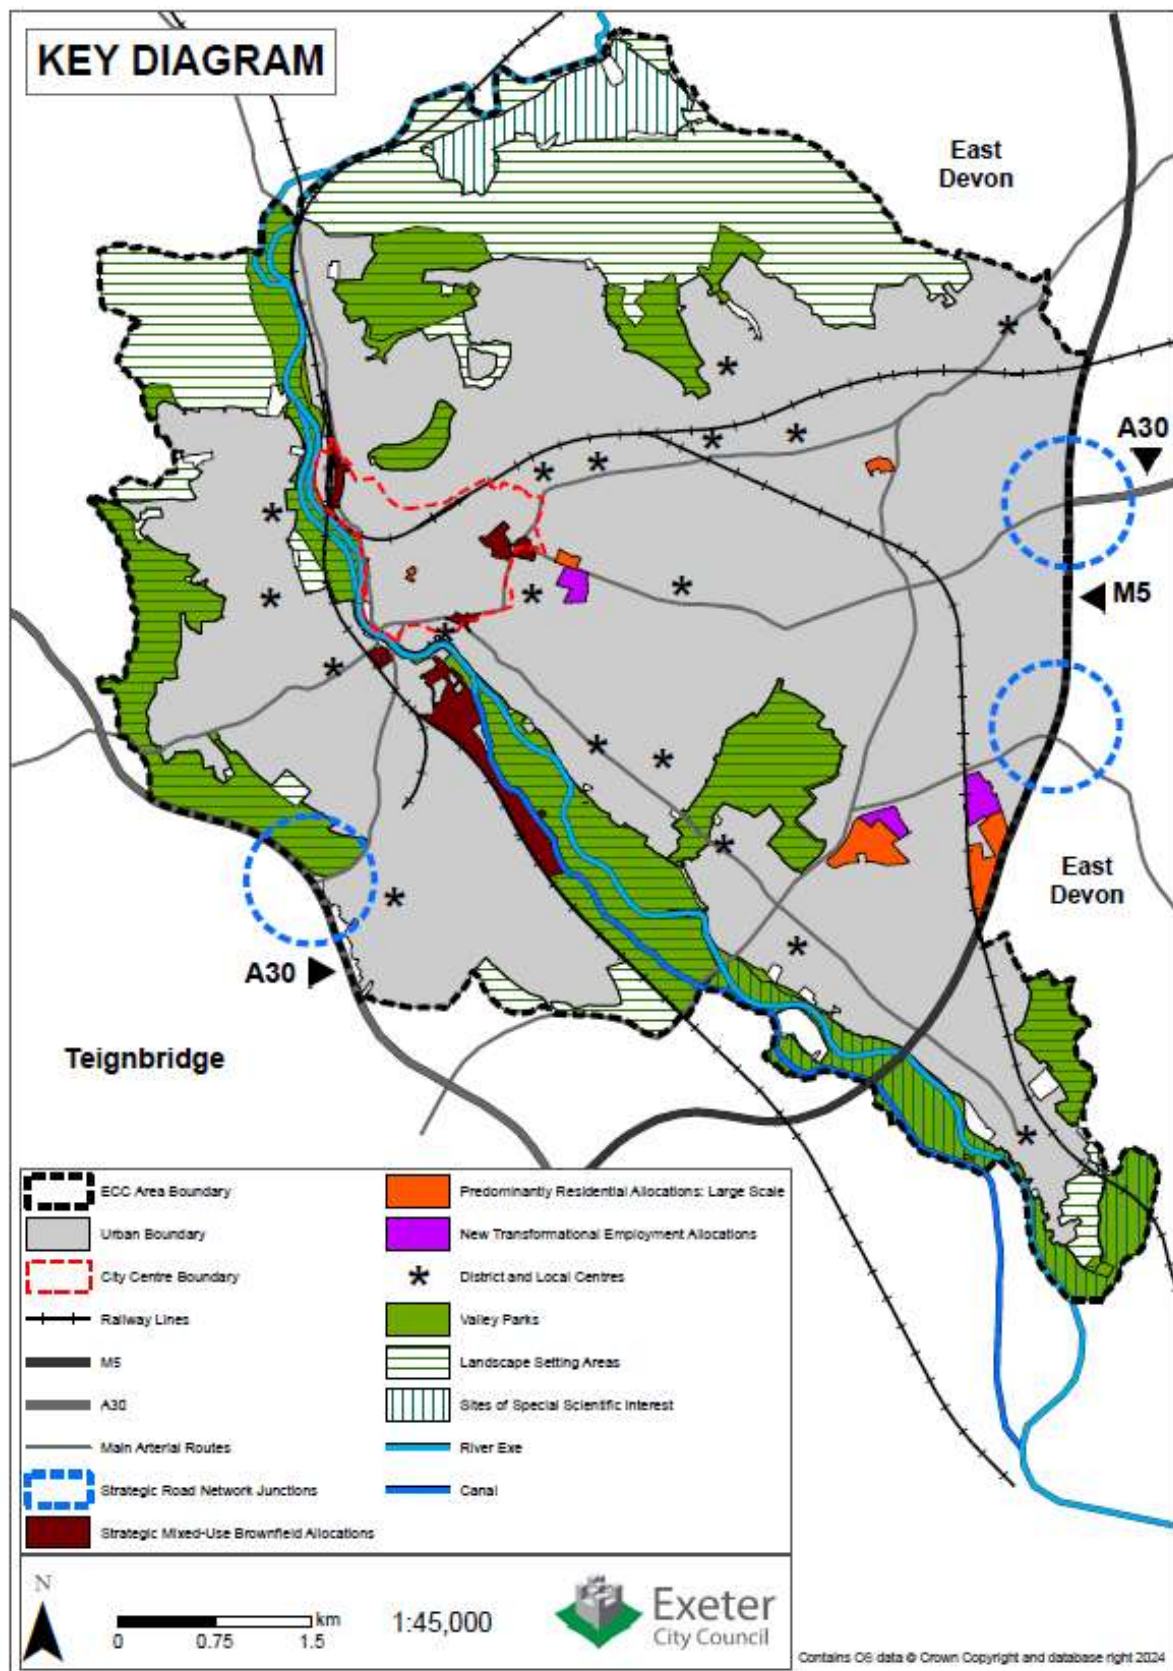 KEY DIAGRAM
East
Devon
A30
M5
East
Devon
A30
Teignbridge
ECC Area Boundary
Urban Boundary
City Centre Boundary
Railway Lines
M5
A30
Main Arterial Routes
Strategic Road Network Junctions
Strategic Mixed-Use Brownfield Allocations
Predominantly Residential Allocations: Large Scale
New Transformational Employment Allocations
District and Local Centres
Valley Parks
Landscape Setting Areas
Sites of Special Scientific Interest
River Exe
Canal
N
km
0 0.75 1.5
1:45,000
Exeter
City Council
Contains OS data © Crown Copyright and database right 2024